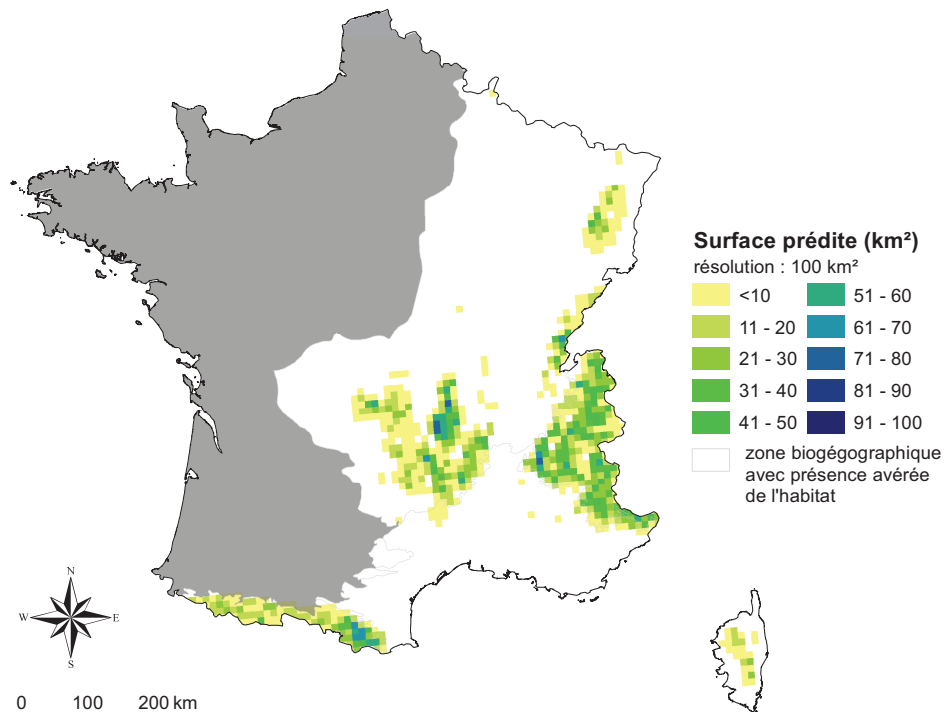 Surface prédite (km²)
résolution : 100 km²
<10
11 - 20
21 - 30
31 - 40
41 - 50
51 - 60
61 - 70
71 - 80
81 - 90
91 - 100
zone biogégographique
avec présence avérée
de l'habitat
N
W
E
S
0 100 200 km